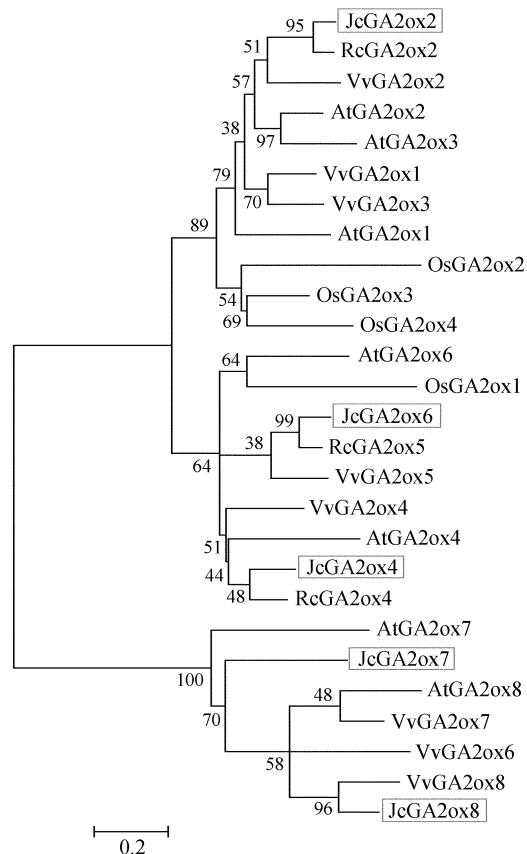 95
JcGA2ox2
51
RcGA2ox2
57
VvGA2ox2
38
AtGA2ox2
97
AtGA2ox3
79
VvGA2ox1
70
VvGA2ox3
89
AtGA2ox1
OsGA2ox2
54
OsGA2ox3
69
OsGA2ox4
64
AtGA2ox6
OsGA2ox1
99
JcGA2ox6
38
RcGA2ox5
64
VvGA2ox5
VvGA2ox4
51
AtGA2ox4
44
JcGA2ox4
48
RcGA2ox4
AtGA2ox7
100
JcGA2ox7
70
48
AtGA2ox8
VvGA2ox7
58
VvGA2ox6
VvGA2ox8
96
JcGA2ox8
0.2